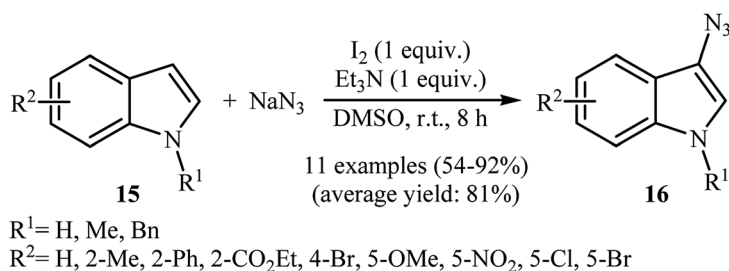 I₂ (1 equiv.)
Et₃N (1 equiv.)
DMSO, r.t., 8 h
11 examples (54-92%)
(average yield: 81%)
R²
N
R¹
15
+ NaN₃
N₃
R²
N
R¹
16
R¹= H, Me, Bn
R²= H, 2-Me, 2-Ph, 2-CO₂Et, 4-Br, 5-OMe, 5-NO₂, 5-Cl, 5-Br